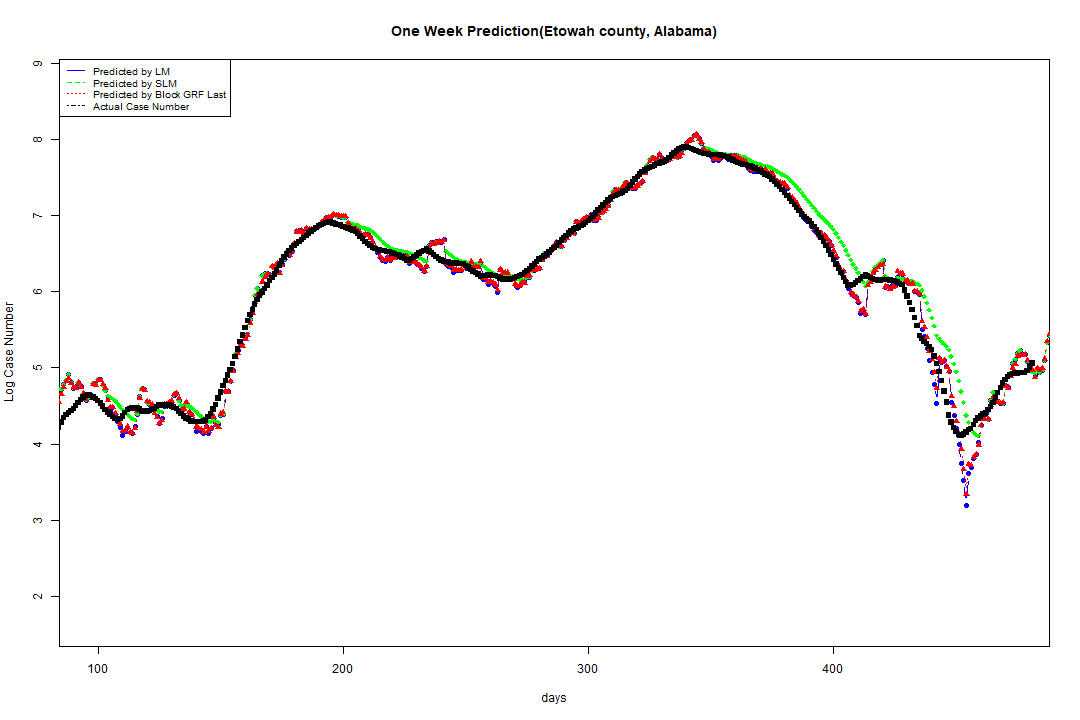 One Week Prediction(Etowah county, Alabama)
Predicted by LM
Predicted by SLM
Predicted by Block GRF Last
Actual Case Number
9
8
7
6
5
4
3
2
Log Case Number
100 200 300 400
days